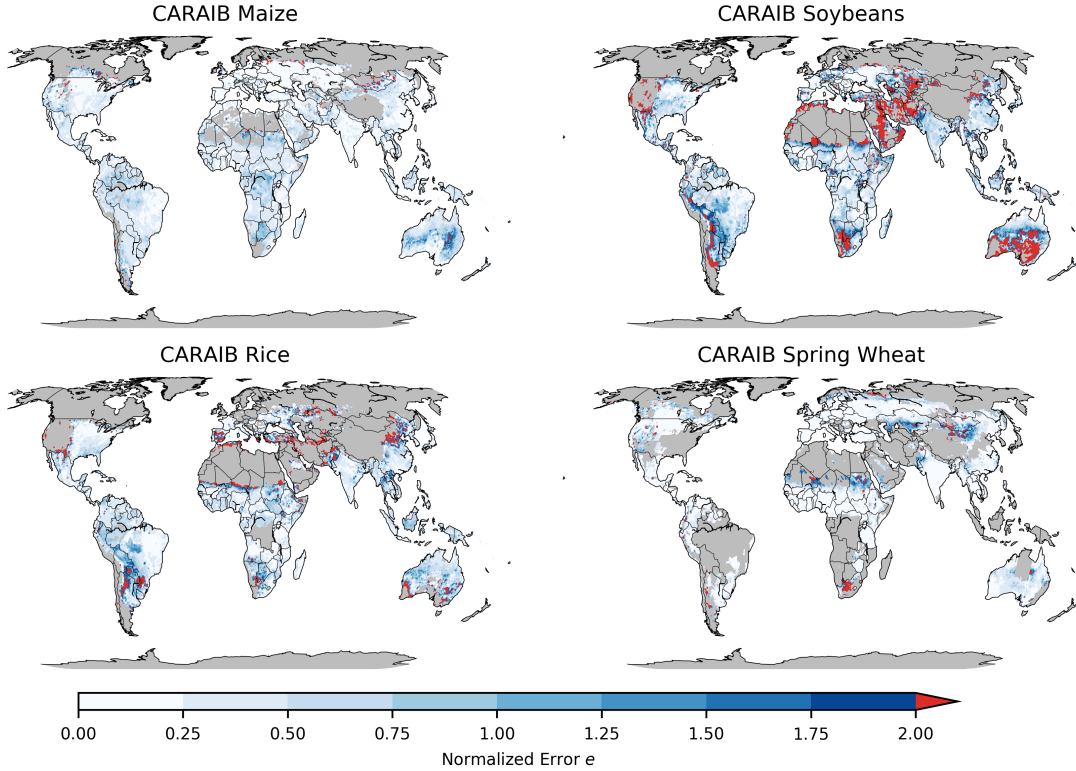 CARAIB Maize
CARAIB Soybeans
CARAIB Rice
CARAIB Spring Wheat
0.00 0.25 0.50 0.75 1.00 1.25 1.50 1.75 2.00
Normalized Error e